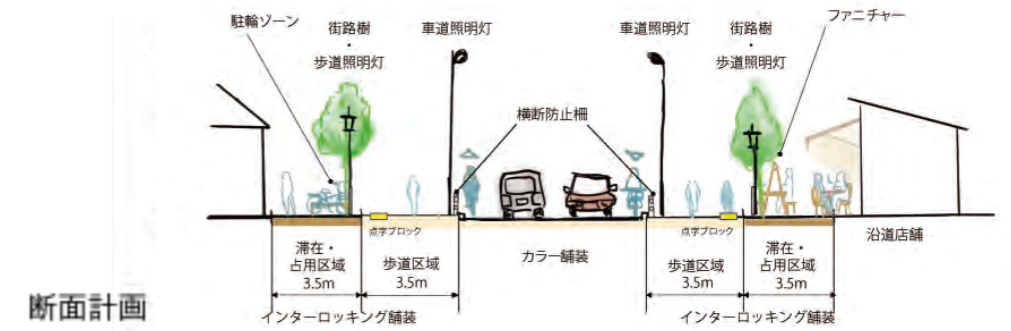 駐輪ゾーン
街路樹
・
歩道照明灯
車道照明灯
車道照明灯
街路樹
・
歩道照明灯
ファニチャー
横断防止柵
点字ブロック
点字ブロック
滞在・
占用区域
3.5m
歩道区域
3.5m
カラー舗装
歩道区域
3.5m
滞在・
占用区域
3.5m
沿道店舗
インターロッキング舗装
インターロッキング舗装
断面計画